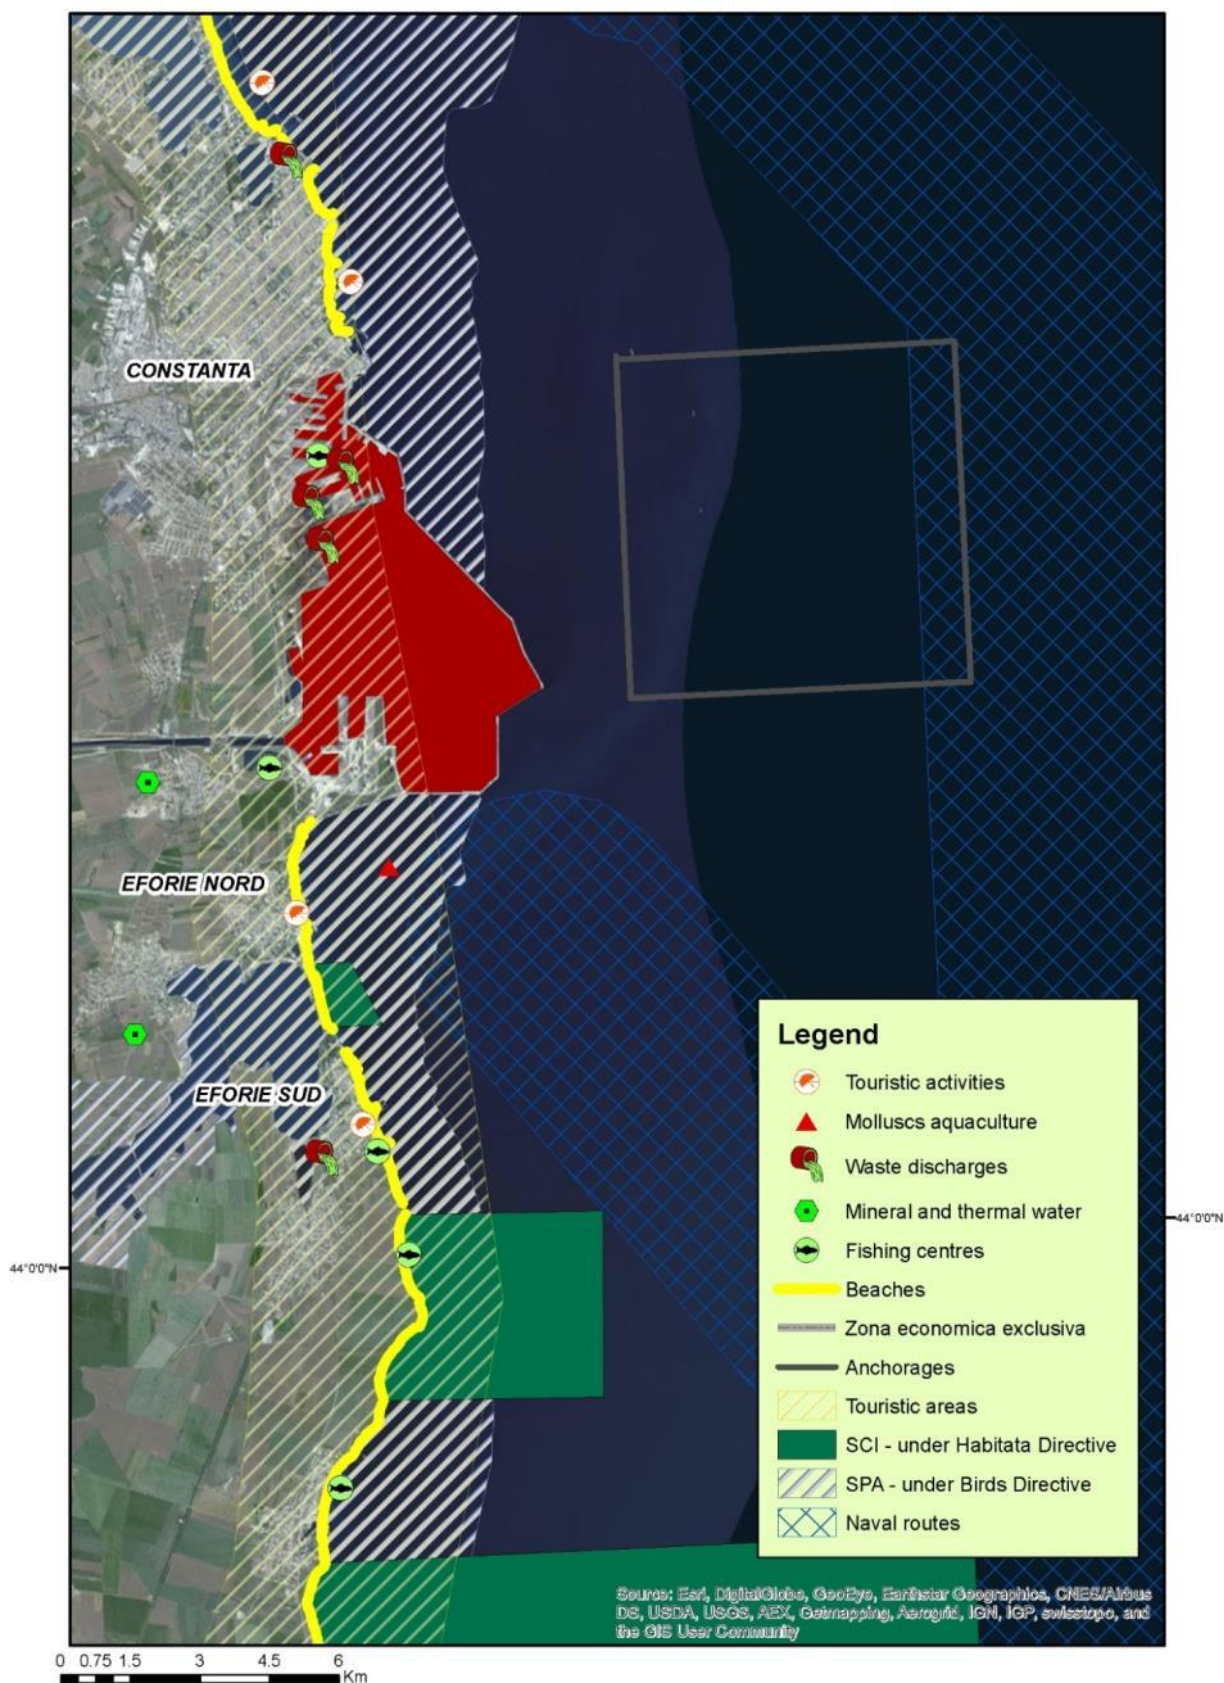 CONSTANTA
EFORIE NORD
EFORIE SUD
Legend
Touristic activities
Molluscs aquaculture
Waste discharges
Mineral and thermal water
Fishing centres
Beaches
Zona economica exclusiva
Anchorages
Touristic areas
SCI - under Habitata Directive
SPA - under Birds Directive
Naval routes
44°0'0"N
44°0'0"N
Source: Esri, DigitalGlobe, GeoEye, Earthstar Geographics, CNES/Airbus
DS, USDA, USGS, AEX, Getmapping, Aerogrid, IGN, IGP, swisstopo, and
the GIS User Community
0 0.75 1.5 3 4.5 6
Km